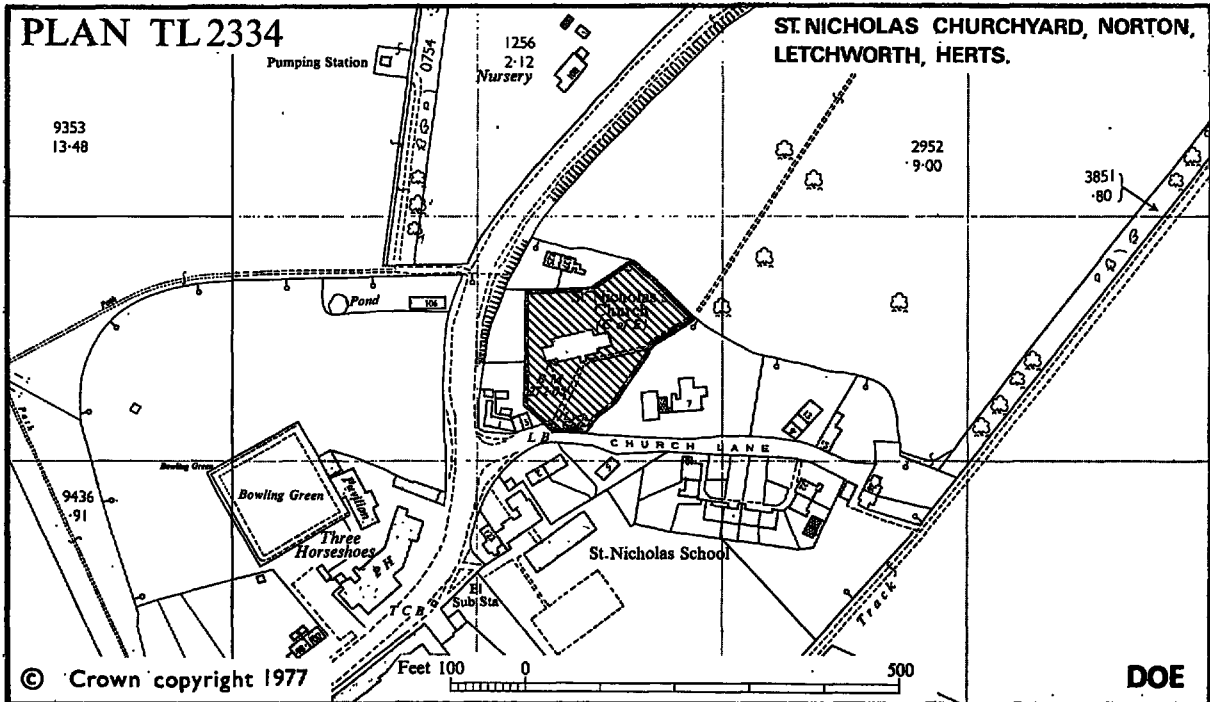 PLAN TL 2334
ST. NICHOLAS CHURCHYARD, NORTON,
LETCHWORTH, HERTS.
Pumping Station
0754
1256
2·12
Nursery
9353
13·48
2952
9·00
3851
·80
St Nicholas's
Church
(C of E)
Pond
106
Path
Path
7
LB
CHURCH LANE
Bowling Green
Bowling Green
Pavilion
9436
·91
Three
Horseshoes
PH
St. Nicholas School
TCB
El
Sub Sta
Track
© Crown copyright 1977
Feet 100 0 500
DOE